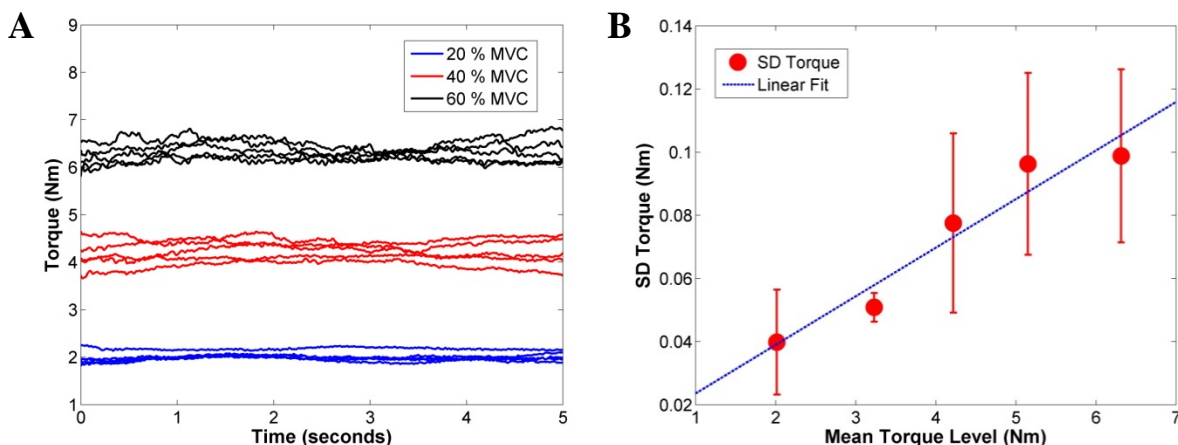 A
9
8
7
6
5
4
3
2
1
Torque (Nm)
20 % MVC
40 % MVC
60 % MVC
0 1 2 3 4 5
Time (seconds)
B
0.14
0.12
0.1
0.08
0.06
0.04
0.02
SD Torque (Nm)
SD Torque
Linear Fit
1 2 3 4 5 6 7
Mean Torque Level (Nm)